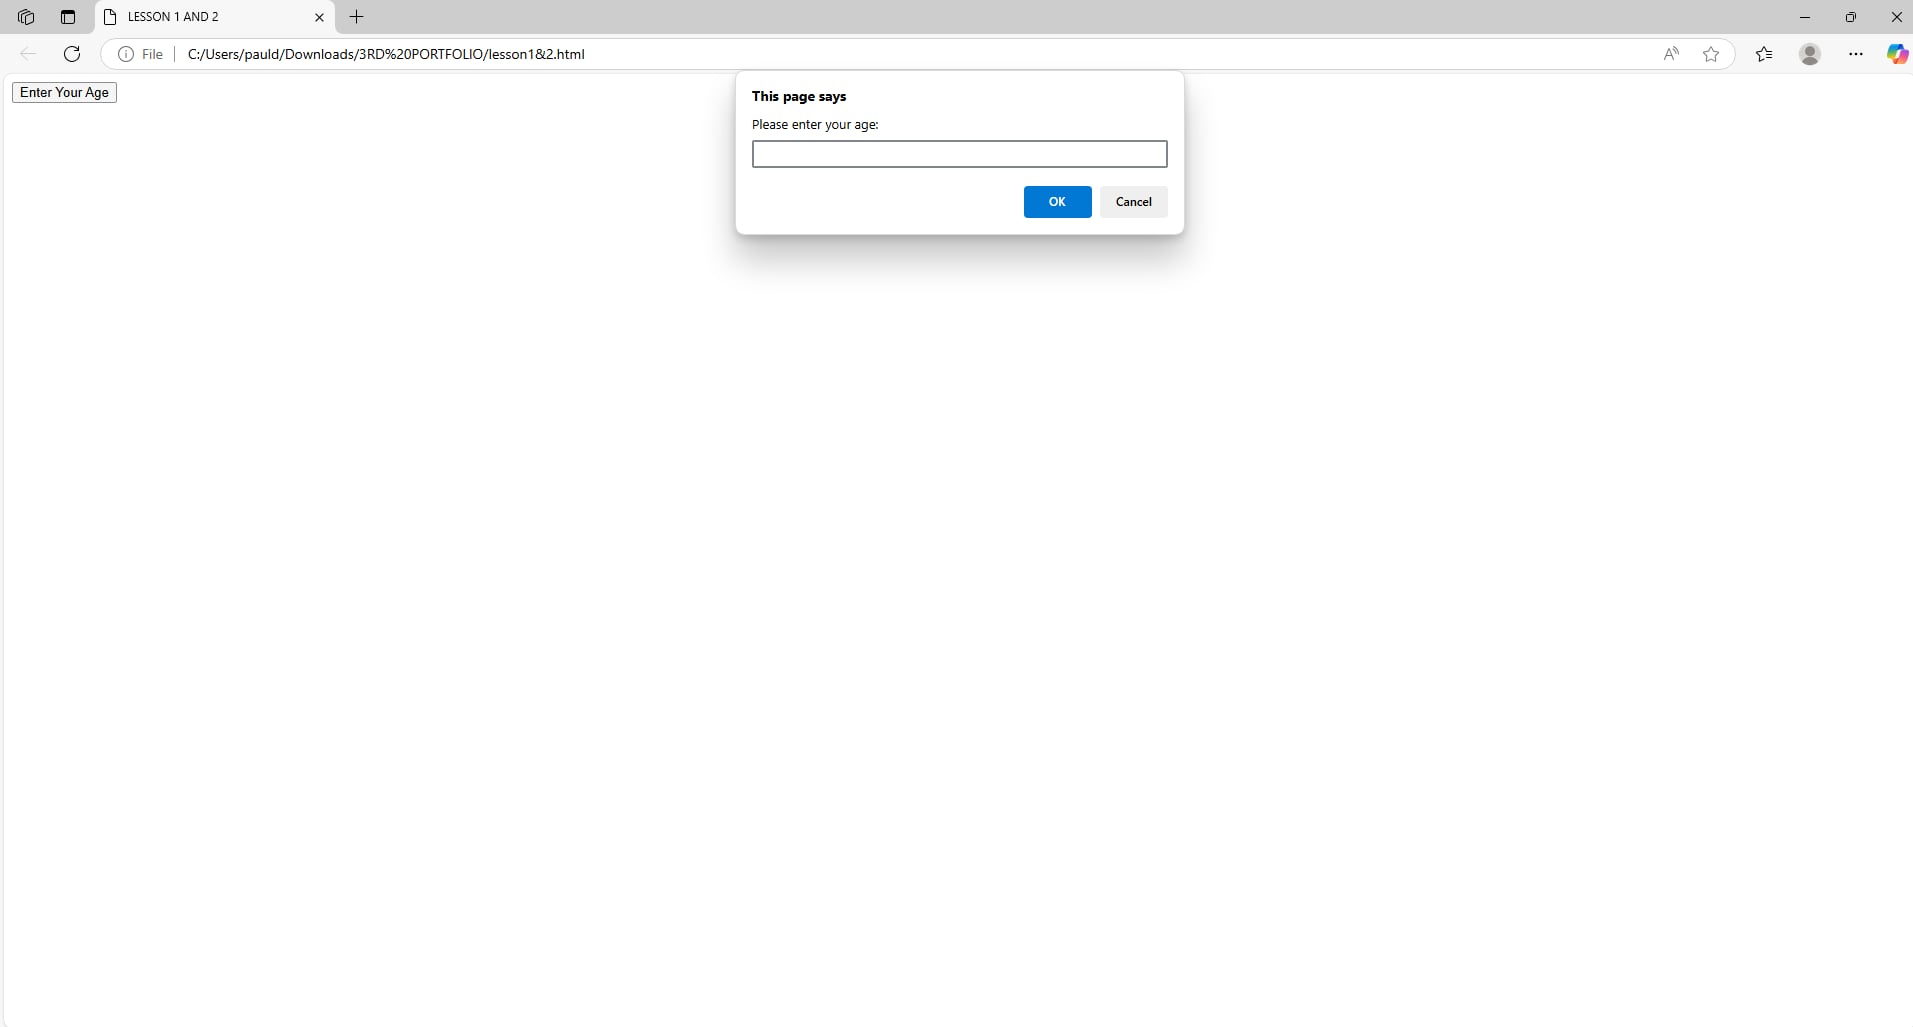 LESSON 1 AND 2
File
C:/Users/pauld/Downloads/3RD%20PORTFOLIO/lesson1&2.html
Enter Your Age
This page says
Please enter your age:
OK
Cancel